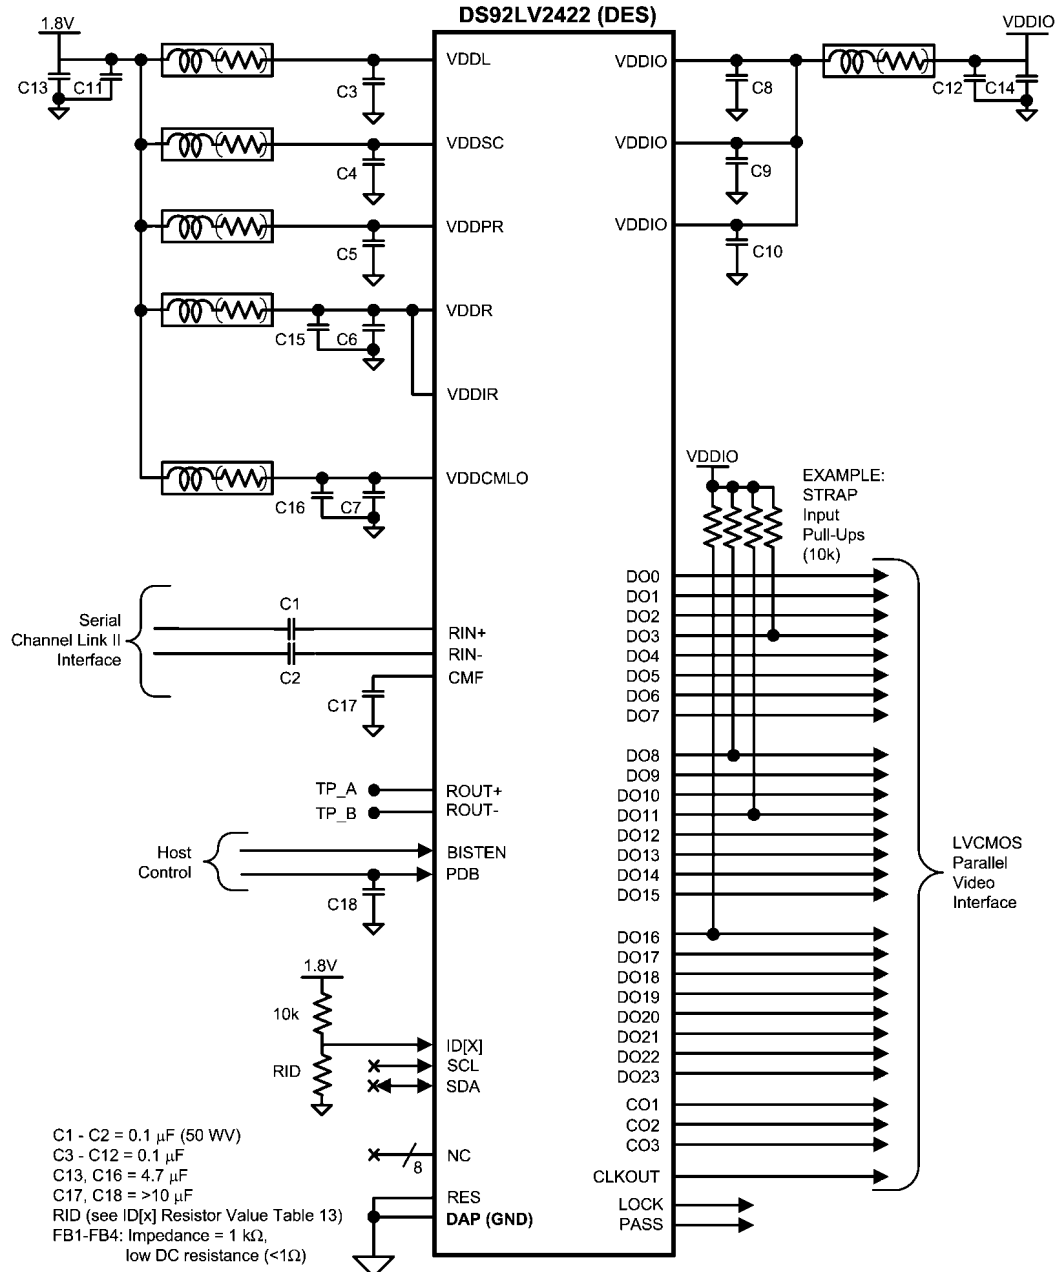 DS92LV2422 (DES)
1.8V
VDDIO
C13
C11
VDDL
C3
VDDIO
C8
C12
C14
VDDSC
C4
VDDIO
C9
VDDPR
C5
VDDIO
C10
VDDR
C15
C6
VDDIR
VDDCMLO
C16
C7
VDDIO
EXAMPLE:
STRAP
Input
Pull-Ups
(10k)
Serial
Channel Link II
Interface
C1
RIN+
RIN-
C2
CMF
C17
TP_A
ROUT+
TP_B
ROUT-
Host
Control
BISTEN
PDB
C18
1.8V
10k
ID[X]
RID
SCL
SDA
NC
8
RES
DAP (GND)
DO0
DO1
DO2
DO3
DO4
DO5
DO6
DO7
DO8
DO9
DO10
DO11
DO12
DO13
DO14
DO15
DO16
DO17
DO18
DO19
DO20
DO21
DO22
DO23
CO1
CO2
CO3
CLKOUT
LOCK
PASS
LVCMOS
Parallel
Video
Interface
C1 - C2 = 0.1 μF (50 WV)
C3 - C12 = 0.1 μF
C13, C16 = 4.7 μF
C17, C18 = >10 μF
RID (see ID[x] Resistor Value Table 13)
FB1-FB4: Impedance = 1 kΩ,
low DC resistance (<1Ω)